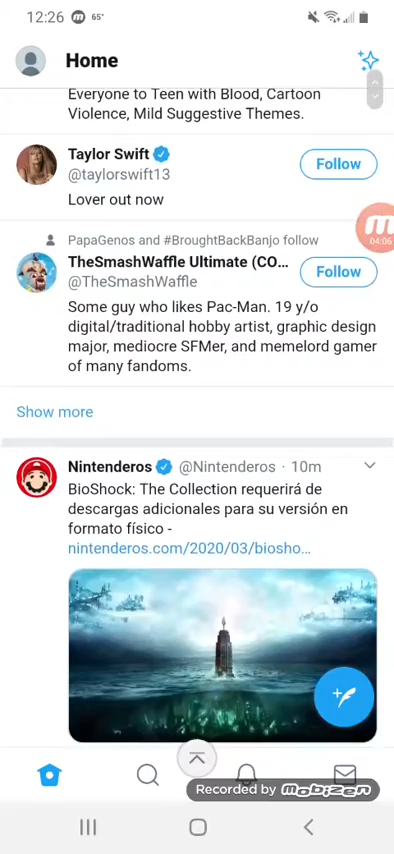 12:26 65°
Home
Everyone to Teen with Blood, Cartoon
Violence, Mild Suggestive Themes.
Taylor Swift
@taylorswift13
Follow
Lover out now
PapaGenos and #BroughtBackBanjo follow
TheSmashWaffle Ultimate (CO...
@TheSmashWaffle
Follow
04:06
Some guy who likes Pac-Man. 19 y/o
digital/traditional hobby artist, graphic design
major, mediocre SFMer, and memelord gamer
of many fandoms.
Show more
Nintenderos @Nintenderos · 10m
BioShock: The Collection requerirá de
descargas adicionales para su versión en
formato físico -
nintenderos.com/2020/03/biosho...
Recorded by mobizen